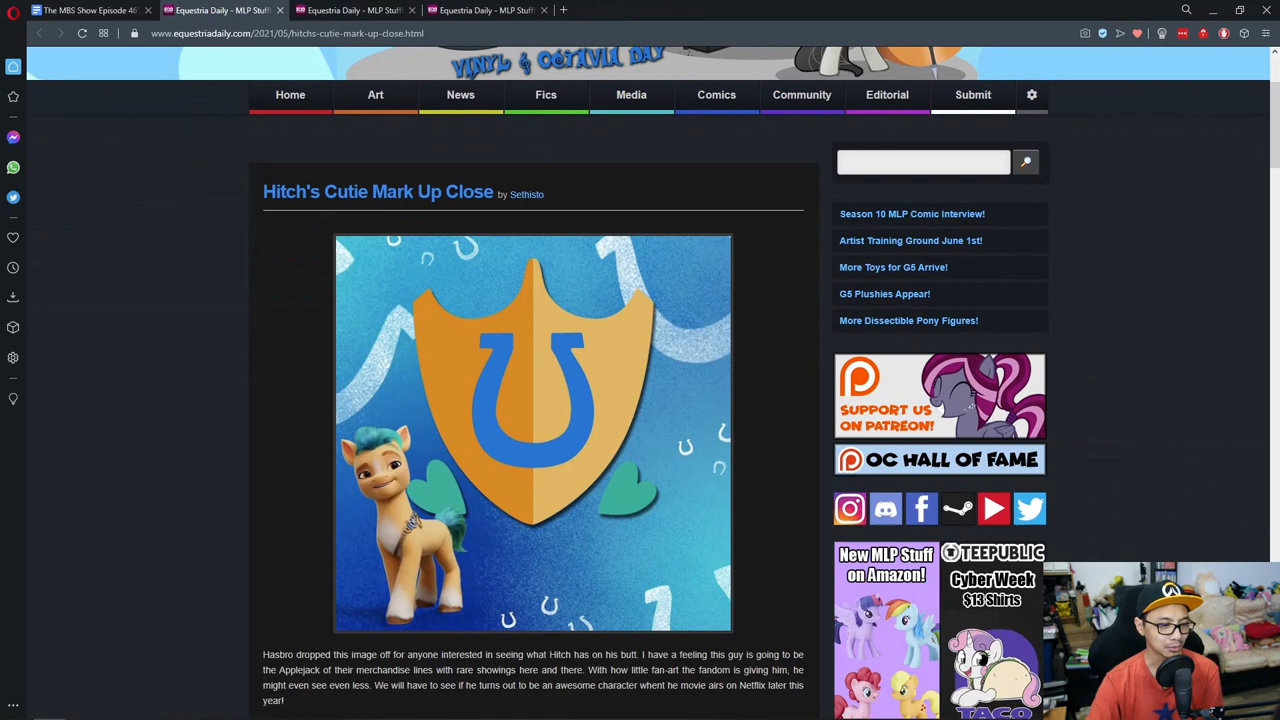 The MBS Show Episode 46
Equestria Daily - MLP Stuff!
Equestria Daily - MLP Stuff!
Equestria Daily - MLP Stuff!
www.equestriadaily.com/2021/05/hitchs-cutie-mark-up-close.html
VINYL & OCTAVIA DAY
Home
Art
News
Fics
Media
Comics
Community
Editorial
Submit
Hitch's Cutie Mark Up Close by Sethisto
Season 10 MLP Comic Interview!
Artist Training Ground June 1st!
More Toys for G5 Arrive!
G5 Plushies Appear!
More Dissectible Pony Figures!
SUPPORT US
ON PATREON!
OC HALL OF FAME
New MLP Stuff
on Amazon!
TEEPUBLIC
Cyber Week
$13 Shirts
TACO
Hasbro dropped this image off for anyone interested in seeing what Hitch has on his butt. I have a feeling this guy is going to be
the Applejack of their merchandise lines with rare showings here and there. With how little fan-art the fandom is giving him, he
might even see even less. We will have to see if he turns out to be an awesome character whent he movie airs on Netflix later this
year!